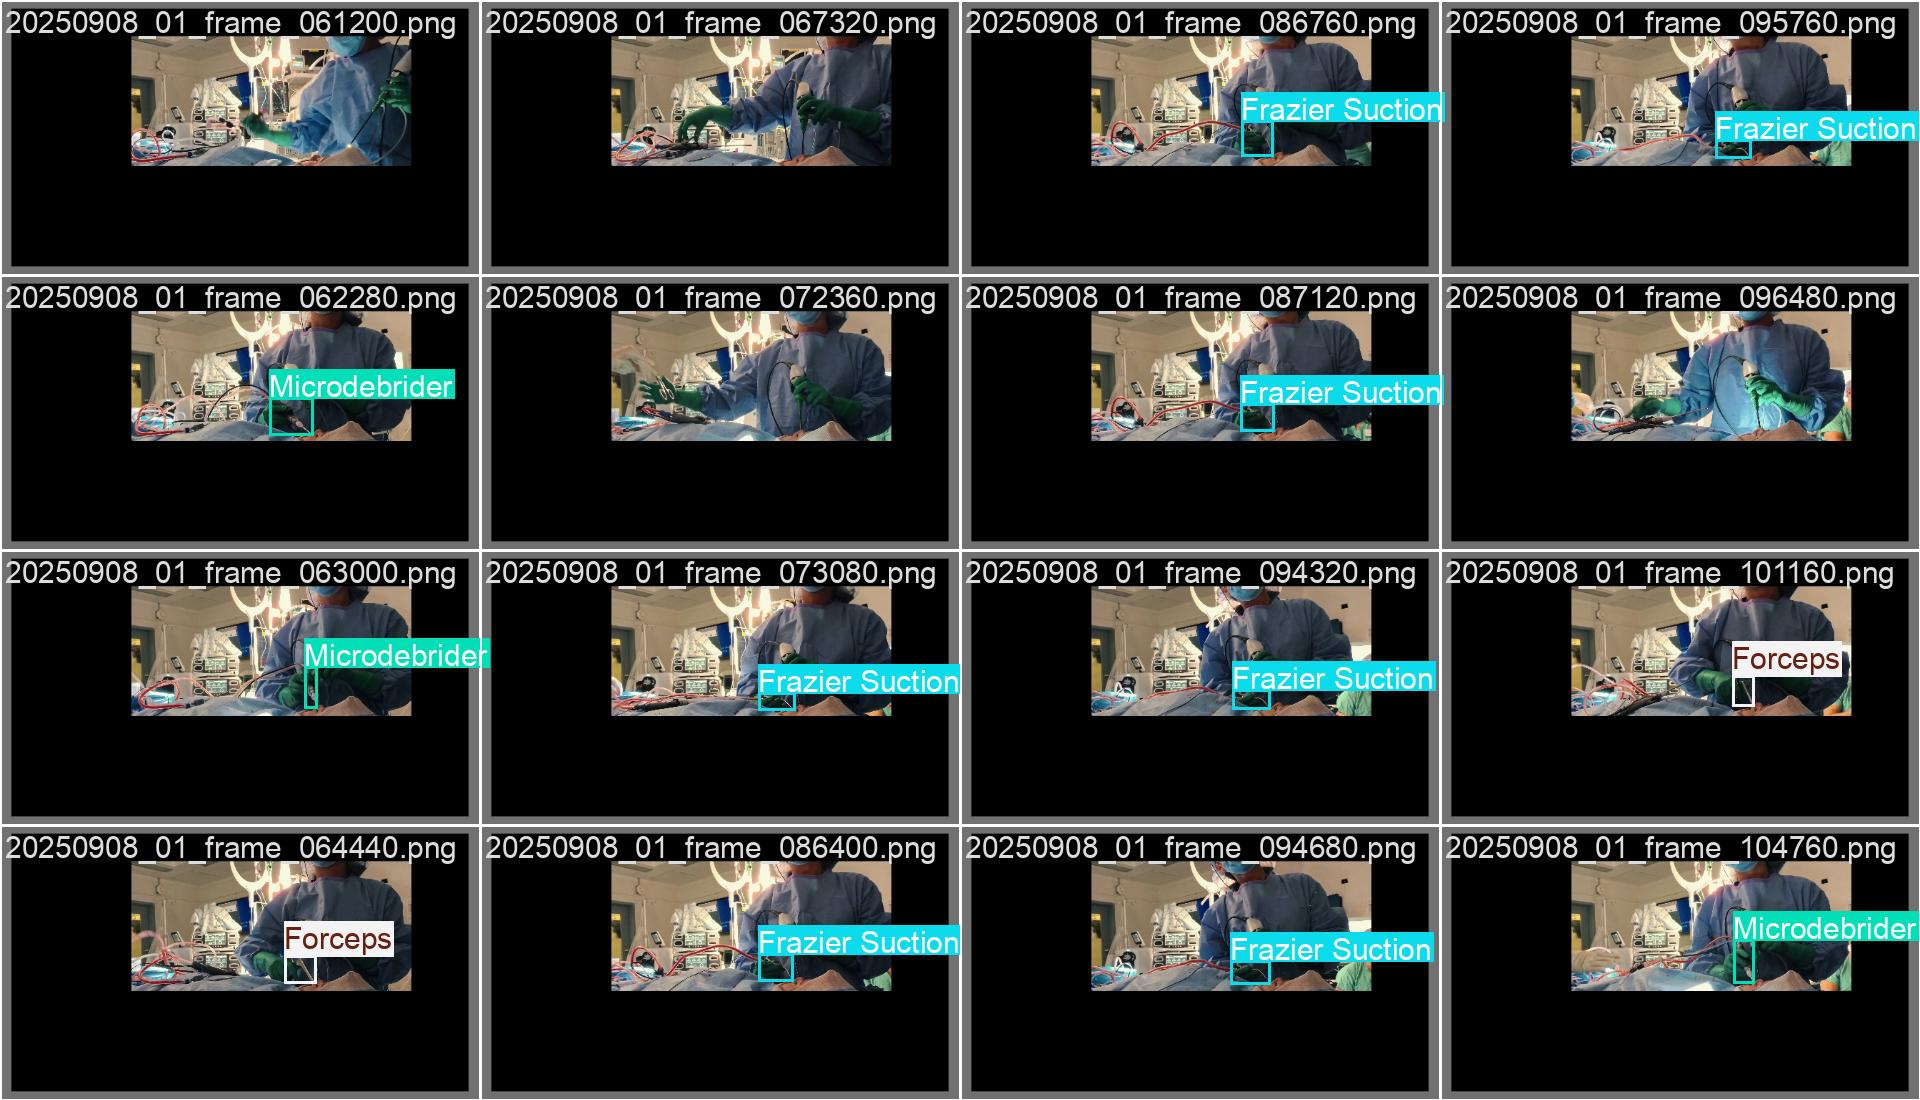 20250908_01_frame_061200.png
20250908_01_frame_067320.png
20250908_01_frame_086760.png
Frazier Suction
20250908_01_frame_095760.png
Frazier Suction
20250908_01_frame_062280.png
Microdebrider
20250908_01_frame_072360.png
20250908_01_frame_087120.png
Frazier Suction
20250908_01_frame_096480.png
20250908_01_frame_063000.png
Microdebrider
20250908_01_frame_073080.png
Frazier Suction
20250908_01_frame_094320.png
Frazier Suction
20250908_01_frame_101160.png
Forceps
20250908_01_frame_064440.png
Forceps
20250908_01_frame_086400.png
Frazier Suction
20250908_01_frame_094680.png
Frazier Suction
20250908_01_frame_104760.png
Microdebrider